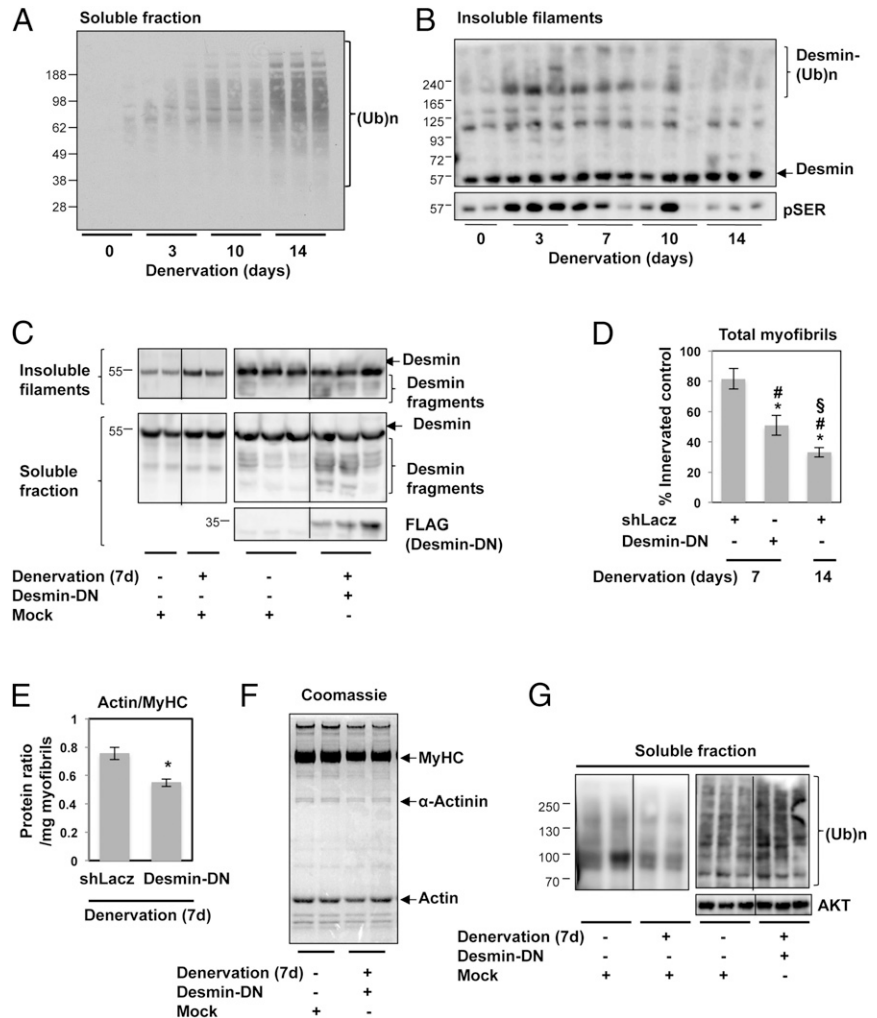 A
Soluble fraction
188
98
62
49
38
28
(Ub)n
0 3 10 14
Denervation (days)
B
Insoluble filaments
240
165
125
93
72
57
Desmin-
(Ub)n
Desmin
57
pSER
0 3 7 10 14
Denervation (days)
C
Insoluble
filaments
55
Desmin
Desmin
fragments
Soluble
fraction
55
Desmin
Desmin
fragments
35
FLAG
(Desmin-DN)
Denervation (7d) - + - +
Desmin-DN - - - +
Mock + + + -
D
Total myofibrils
% Innervated control
100
80
60
40
20
0
#
*
§
#
*
shLacz + - +
Desmin-DN - + -
Denervation (days) 7 14
E
Actin/MyHC
Protein ratio
/mg myofibrils
1
0.8
0.6
0.4
0.2
0
*
shLacz Desmin-DN
Denervation (7d)
F
Coomassie
MyHC
α-Actinin
Actin
Denervation (7d) - +
Desmin-DN - +
Mock + -
G
Soluble fraction
250
130
100
70
(Ub)n
AKT
Denervation (7d) - + - +
Desmin-DN - - - +
Mock + + + -